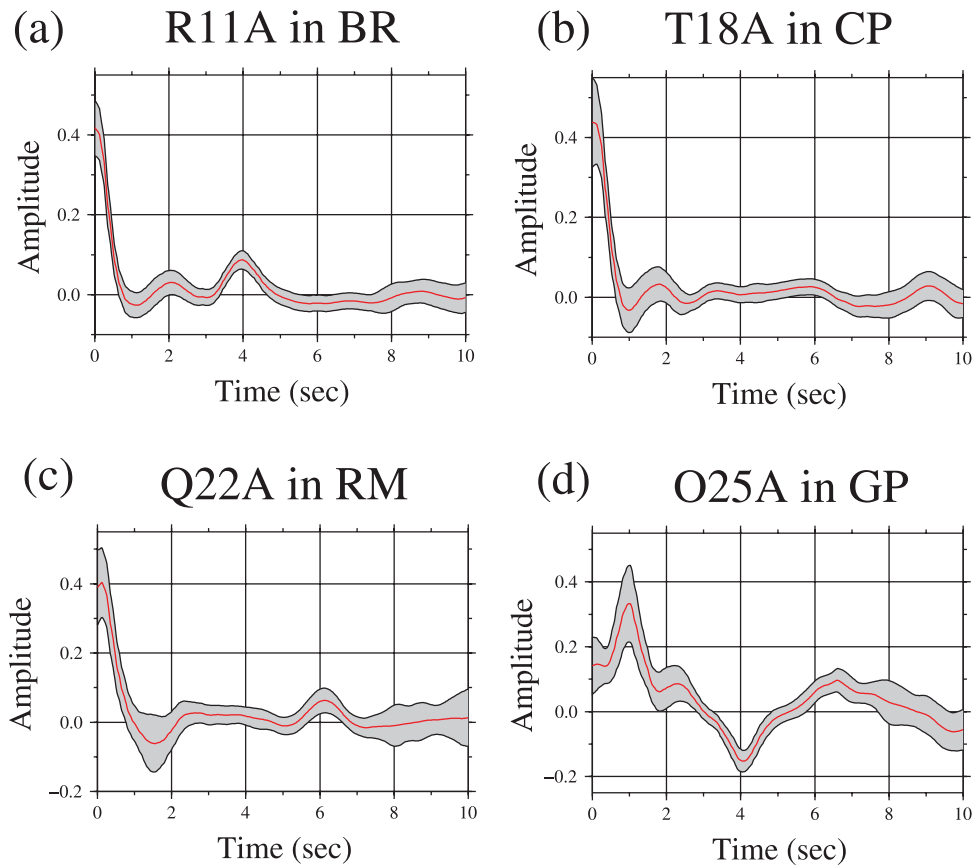 (a) R11A in BR
Amplitude
0.4
0.2
0.0
0 2 4 6 8 10
Time (sec)
(b) T18A in CP
Amplitude
0.4
0.2
0.0
0 2 4 6 8 10
Time (sec)
(c) Q22A in RM
Amplitude
0.4
0.2
0.0
−0.2
0 2 4 6 8 10
Time (sec)
(d) O25A in GP
Amplitude
0.4
0.2
0.0
−0.2
0 2 4 6 8 10
Time (sec)